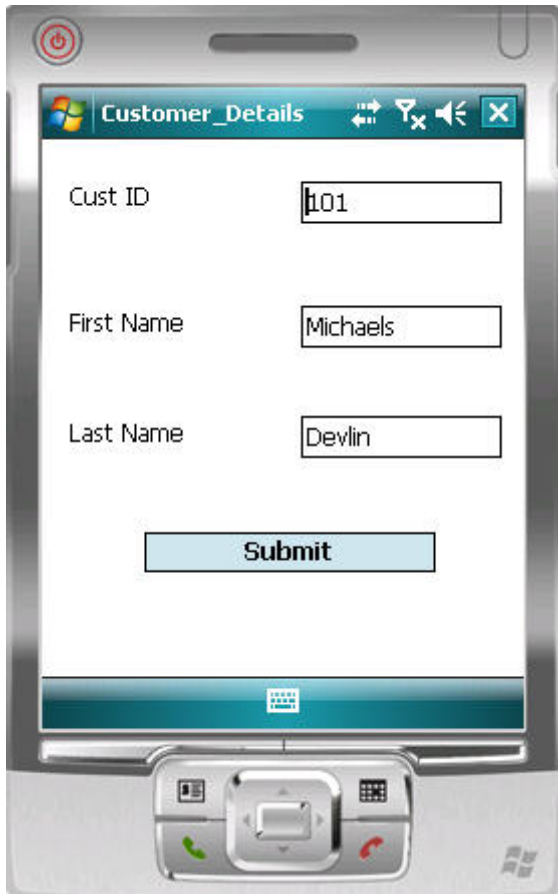 Customer_Details
Cust ID
101
First Name
Michaels
Last Name
Devlin
Submit